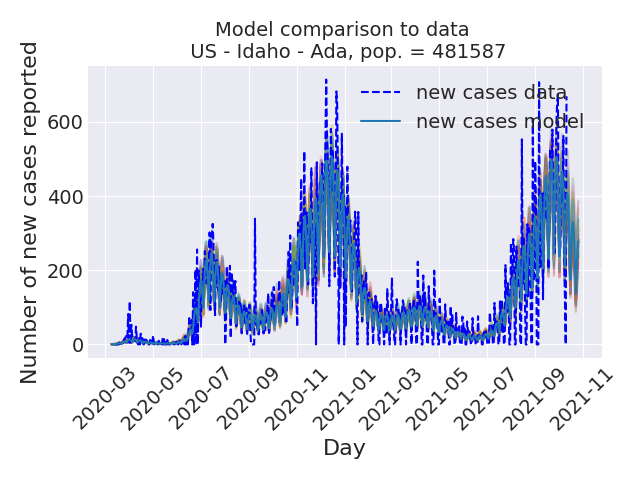 Model comparison to data
US - Idaho - Ada, pop. = 481587
new cases data
new cases model
Number of new cases reported
600
400
200
0
2020-03
2020-05
2020-07
2020-09
2020-11
2021-01
2021-03
2021-05
2021-07
2021-09
2021-11
Day